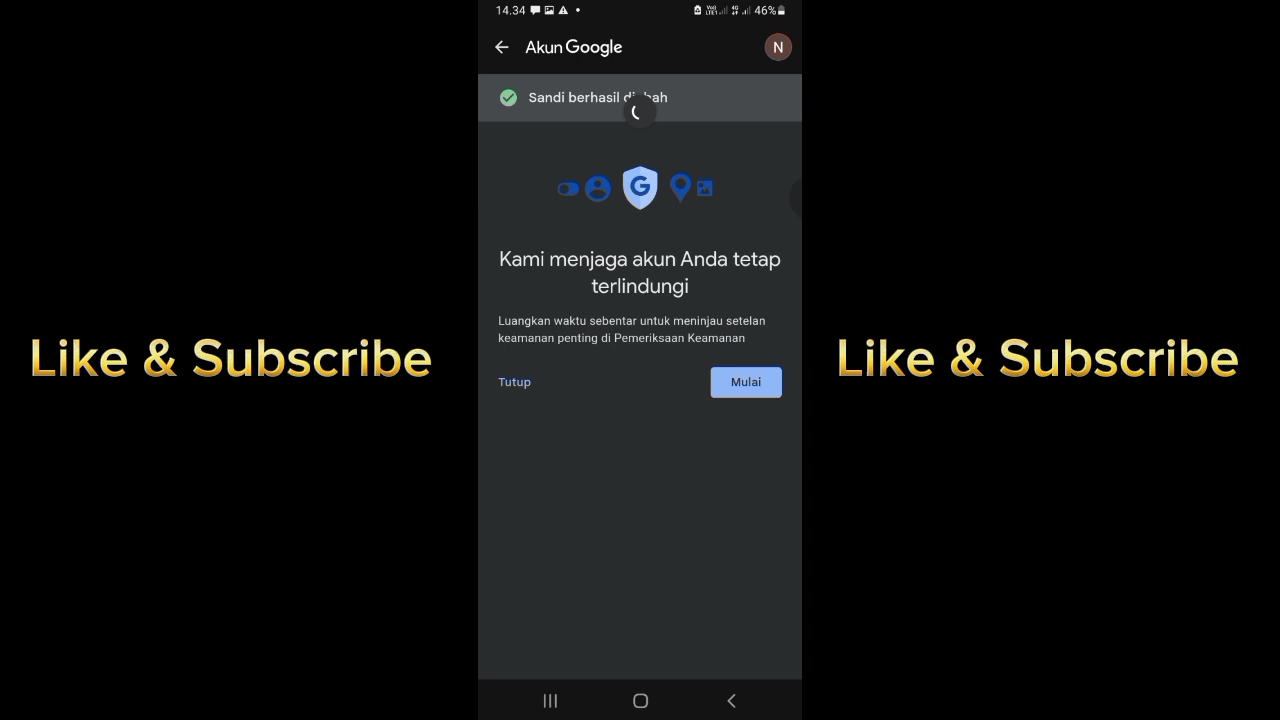 14.34
46%
Akun Google
N
Sandi berhasil diubah
G
Kami menjaga akun Anda tetap
terlindungi
Luangkan waktu sebentar untuk meninjau setelan
keamanan penting di Pemeriksaan Keamanan
Tutup
Mulai
Like & Subscribe
Like & Subscribe